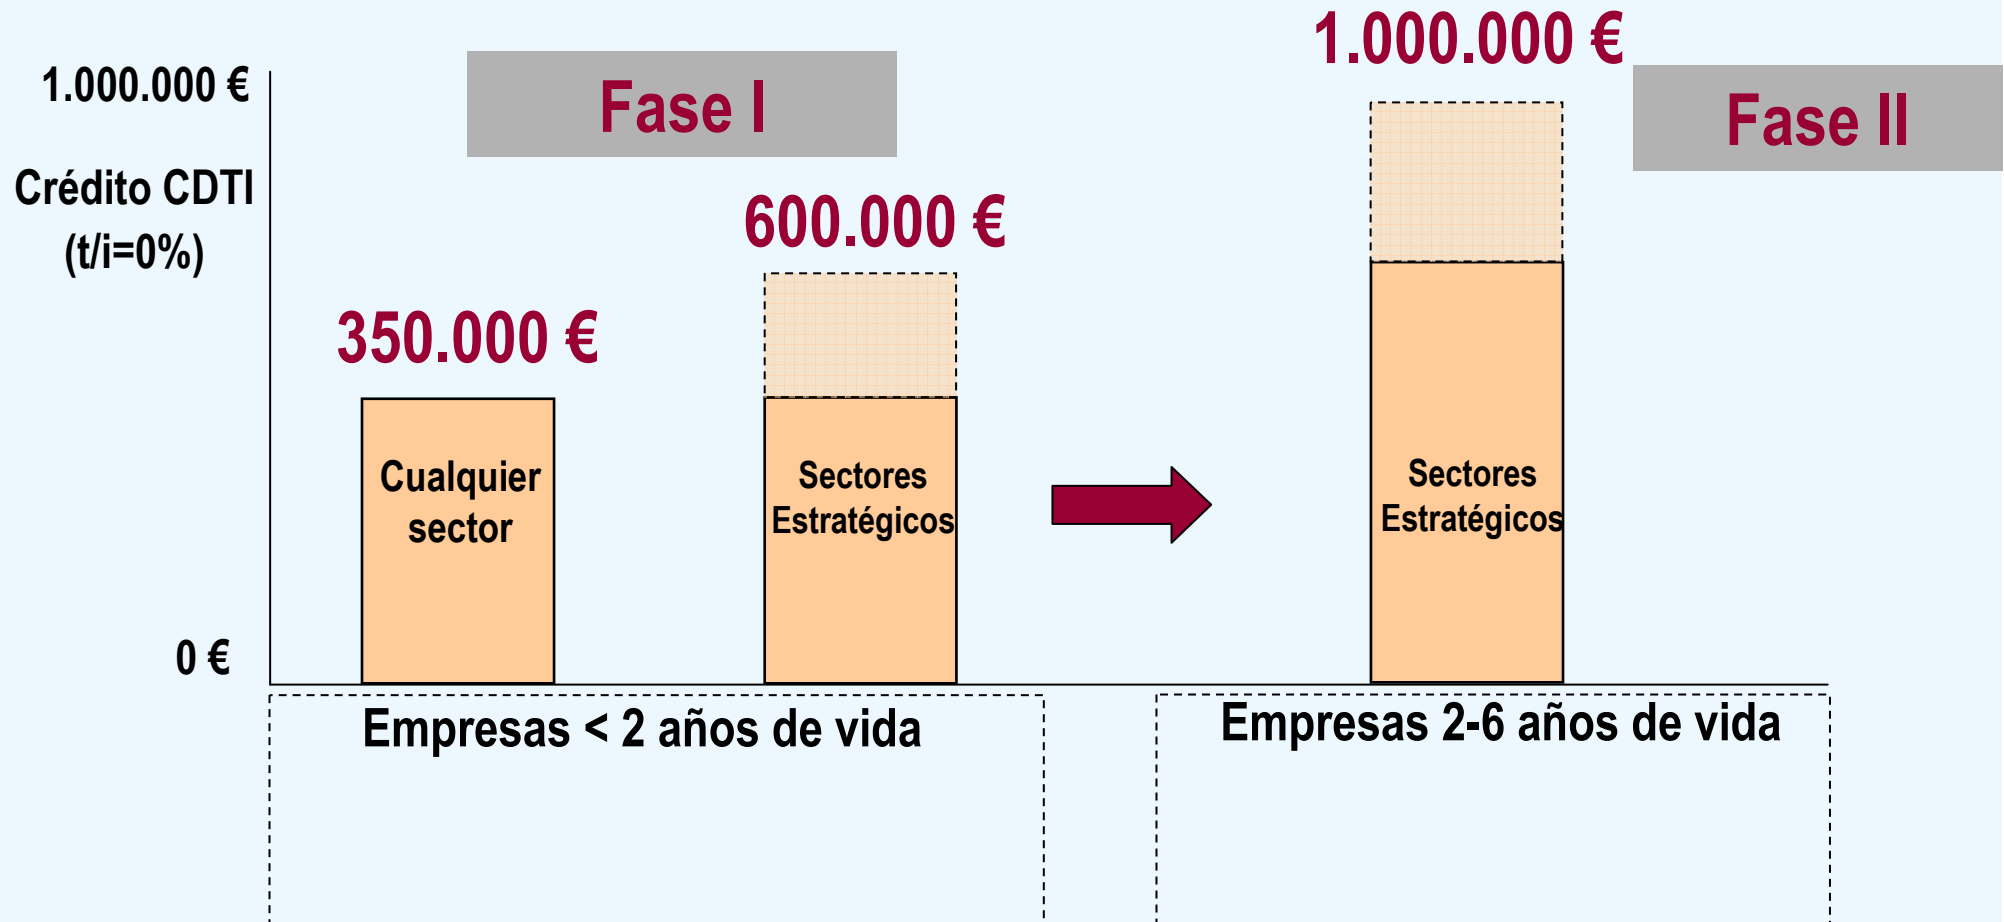 1.000.000 €
Crédito CDTI
(t/i=0%)
0 €
Fase I
350.000 €
Cualquier
sector
600.000 €
Sectores
Estratégicos
1.000.000 €
Fase II
Sectores
Estratégicos
Empresas < 2 años de vida
Empresas 2-6 años de vida